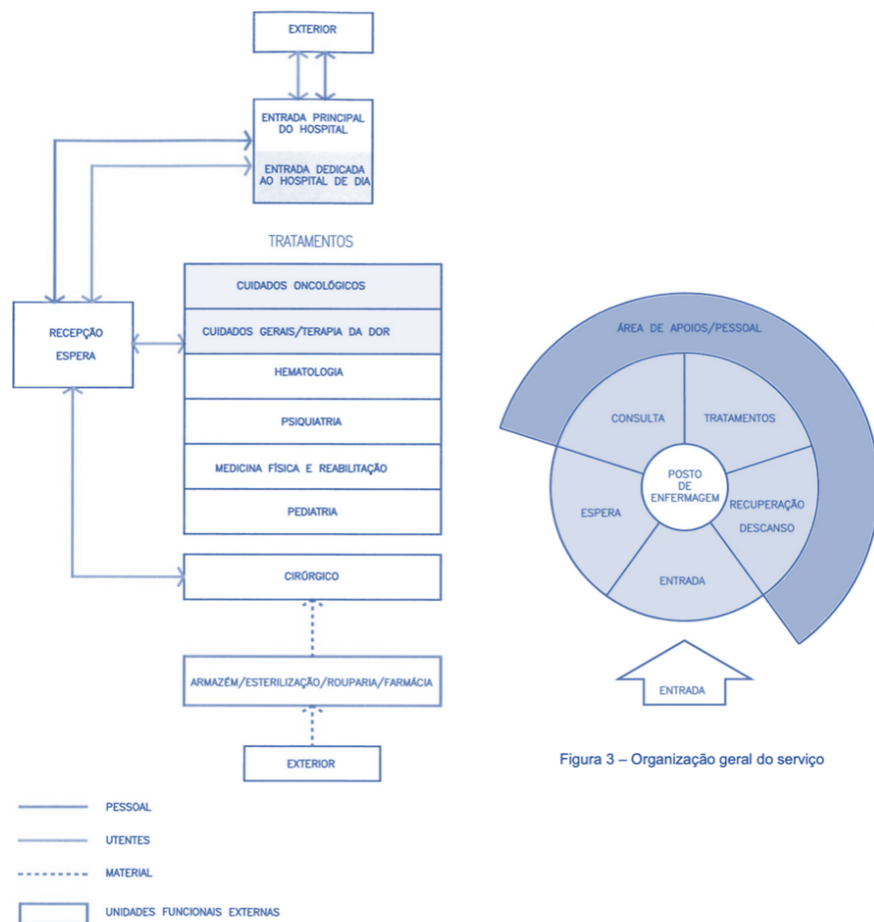 EXTERIOR
ENTRADA PRINCIPAL
DO HOSPITAL
ENTRADA DEDICADA
AO HOSPITAL DE DIA
TRATAMENTOS
CUIDADOS ONCOLÓGICOS
CUIDADOS GERAIS/TERAPIA DA DOR
HEMATOLOGIA
PSIQUIATRIA
MEDICINA FÍSICA E REABILITAÇÃO
PEDIATRIA
RECEPÇÃO
ESPERA
CIRÚRGICO
ARMAZÉM/ESTERILIZAÇÃO/ROUPARIA/FARMÁCIA
EXTERIOR
PESSOAL
UTENTES
MATERIAL
UNIDADES FUNCIONAIS EXTERNAS
ÁREA DE APOIOS/PESSOAL
CONSULTA
TRATAMENTOS
POSTO
DE
ENFERMAGEM
ESPERA
RECUPERAÇÃO
DESCANSO
ENTRADA
ENTRADA
Figura 3 – Organização geral do serviço